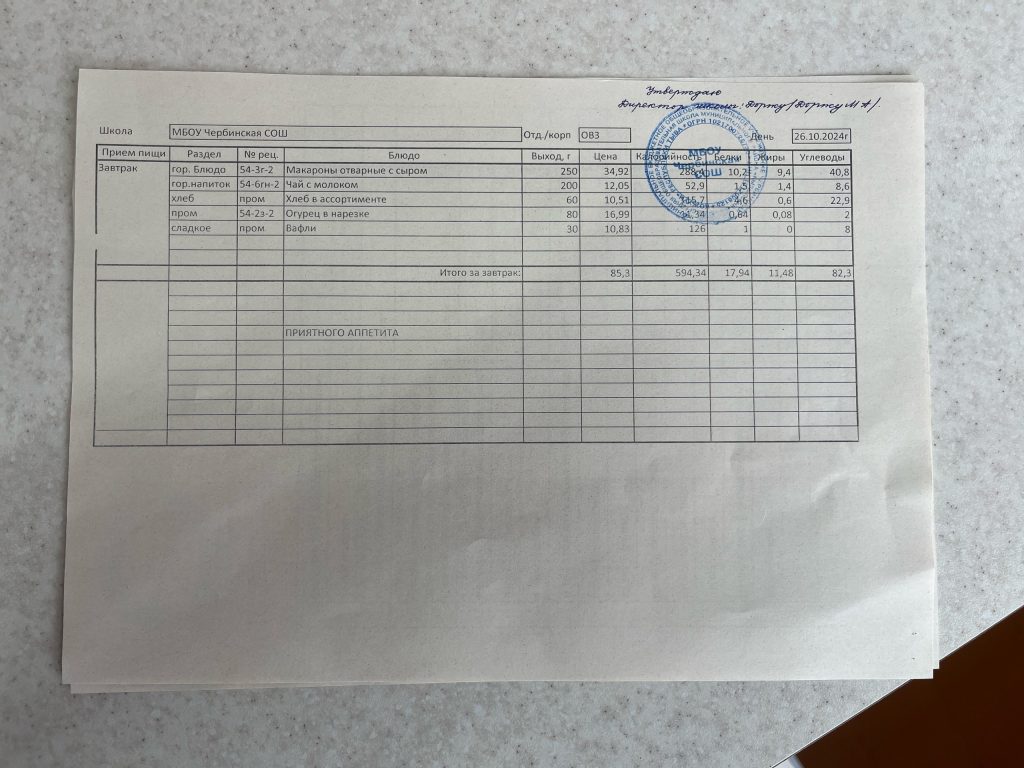 Утверждаю
Директор школы: Доржу /Доржу М А/.
Школа МБОУ Чербинская СОШ Отд./корп ОВЗ День 26.10.2024г
Прием пищи Раздел № рец. Блюдо Выход, г Цена Калорийность Белки Жиры Углеводы
Завтрак гор. Блюдо 54-3г-2 Макароны отварные с сыром 250 34,92 10,2 9,4 40,8
гор.напиток 54-6гн-2 Чай с молоком 200 12,05 52,9 1,5 1,4 8,6
хлеб пром Хлеб в ассортименте 60 10,51 4,6 0,6 22,9
пром 54-2з-2 Огурец в нарезке 80 16,99 0,64 0,08 2
сладкое пром Вафли 30 10,83 126 1 0 8
Итого за завтрак: 85,3 594,34 17,94 11,48 82,3
ПРИЯТНОГО АППЕТИТА
МБОУ
Чербинская
СОШ